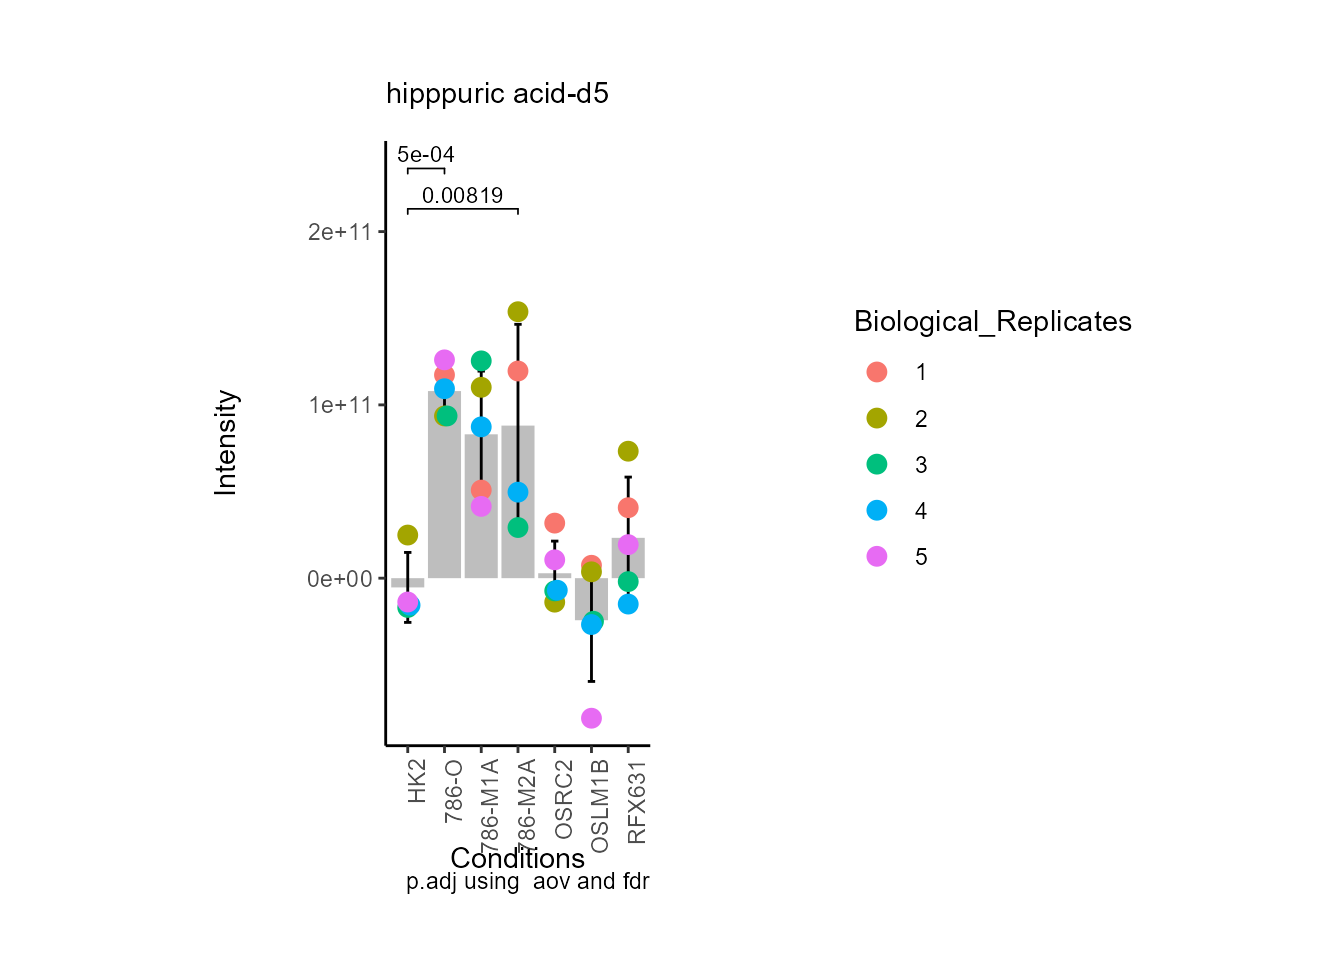 hipppuric acid-d5
5e-04
0.00819
2e+11
1e+11
0e+00
Intensity
HK2
786-O
786-M1A
786-M2A
OSRC2
OSLM1B
RFX631
Conditions
p.adj using  aov and fdr
Biological_Replicates
1
2
3
4
5